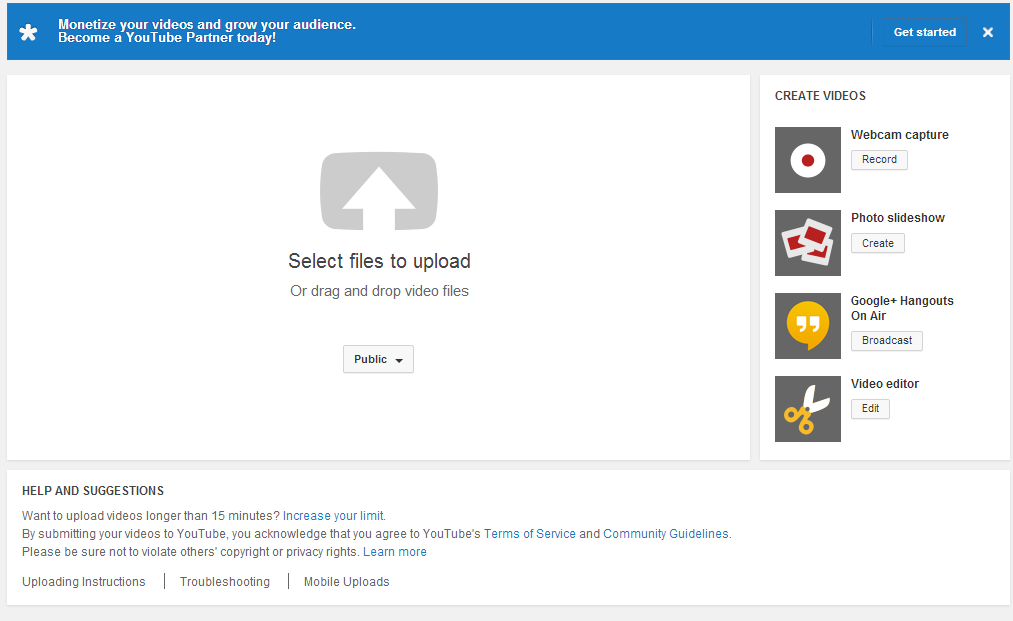 Monetize your videos and grow your audience.
Become a YouTube Partner today!
Get started
Select files to upload
Or drag and drop video files
Public
CREATE VIDEOS
Webcam capture
Record
Photo slideshow
Create
Google+ Hangouts
On Air
Broadcast
Video editor
Edit
HELP AND SUGGESTIONS
Want to upload videos longer than 15 minutes? Increase your limit.
By submitting your videos to YouTube, you acknowledge that you agree to YouTube's Terms of Service and Community Guidelines.
Please be sure not to violate others' copyright or privacy rights. Learn more
Uploading Instructions | Troubleshooting | Mobile Uploads